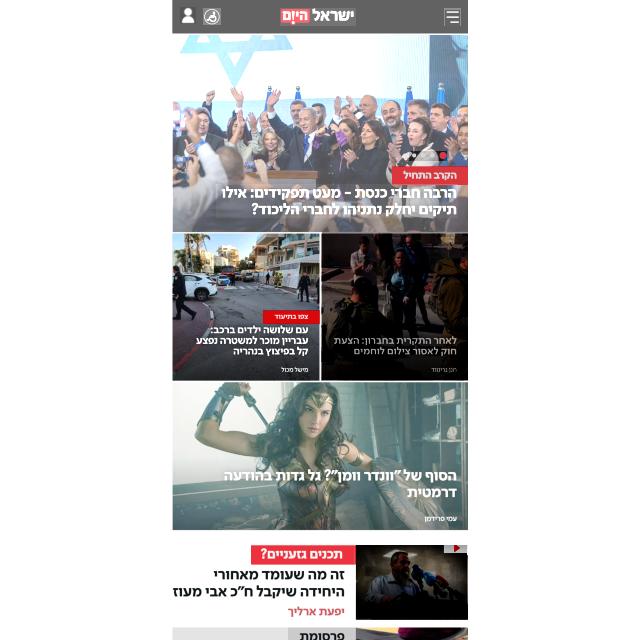 ישראל היום
הקרב התחיל
הרבה חברי כנסת - מעט תפקידים: אילו
תיקים יחלק נתניהו לחברי הליכוד?
לאחר התקרית בחברון: הצעת
חוק לאסור צילום לוחמים
חנן גרינווד
צפו בתיעוד
עם שלושה ילדים ברכב:
עבריין מוכר למשטרה נפצע
קל בפיצוץ בנהריה
מישל מכול
הסוף של "וונדר וומן"? גל גדות בהודעה
דרמטית
עמי פרידמן
תכנים גזעניים?
זה מה שעומד מאחורי
היחידה שיקבל ח"כ אבי מעוז
יפעת ארליך
פרסומת